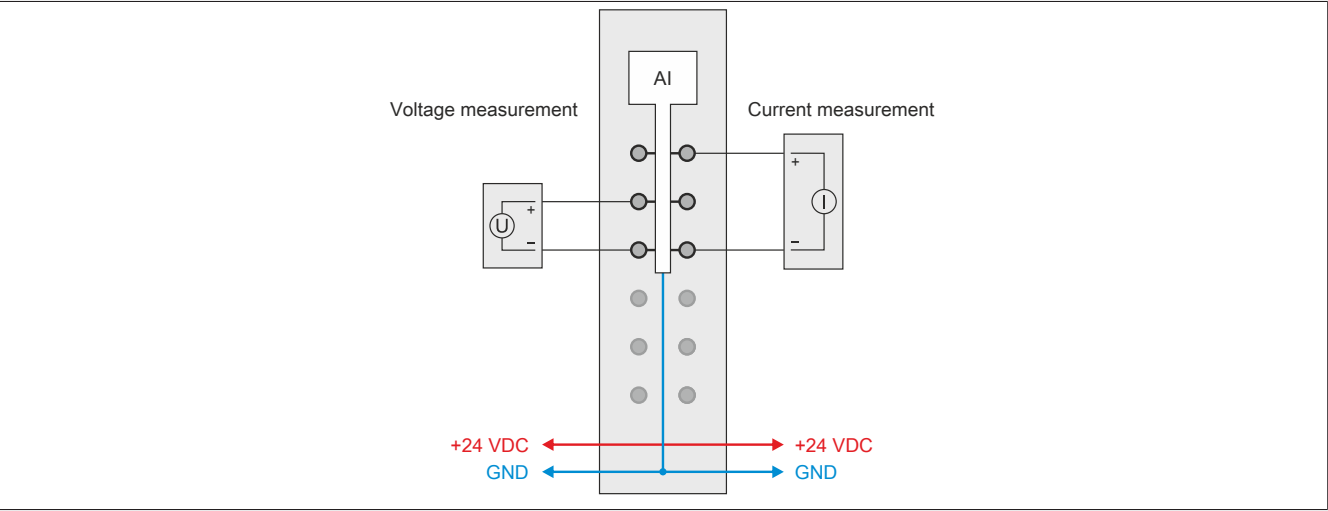 AI
Voltage measurement
Current measurement
+
I
−
+
U
−
+24 VDC
+24 VDC
GND
GND